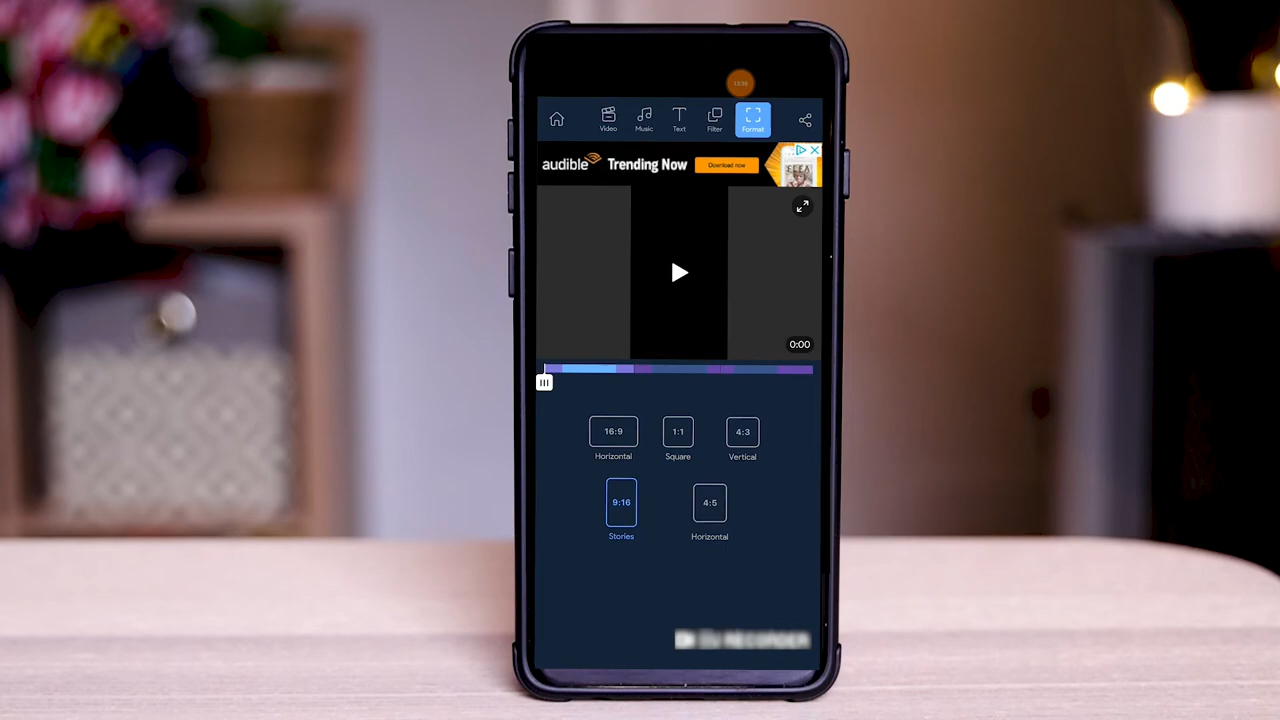 Video Music Text Filter Format
audible Trending Now Download now
0:00
16:9 1:1 4:3
Horizontal Square Vertical
9:16 4:5
Stories Horizontal